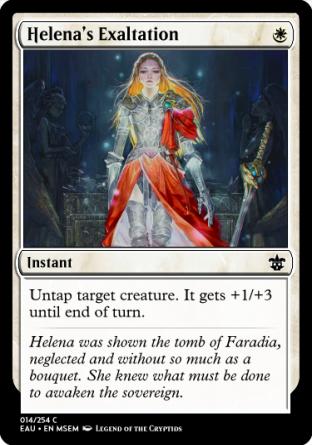 Helena's Exaltation
Instant
Untap target creature. It gets +1/+3
until end of turn.
Helena was shown the tomb of Faradia,
neglected and without so much as a
bouquet. She knew what must be done
to awaken the sovereign.
014/254 C
EAU • EN MSEM Legend of the Cryptids